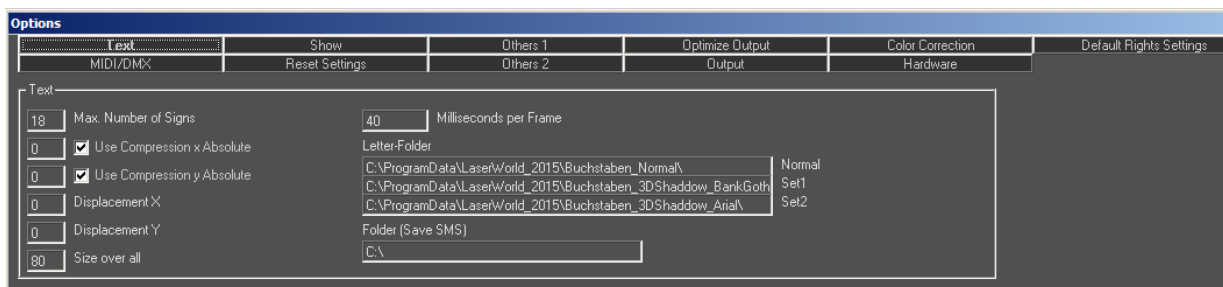 Options
Text Show Others 1 Optimize Output Color Correction Default Rights Settings
MIDI/DMX Reset Settings Others 2 Output Hardware
Text
18 Max. Number of Signs 40 Milliseconds per Frame
0 Use Compression x Absolute Letter-Folder
C:\ProgramData\LaserWorld_2015\Buchstaben_Normal\ Normal
0 Use Compression y Absolute C:\ProgramData\LaserWorld_2015\Buchstaben_3DShaddow_BankGoth Set1
0 Displacement X C:\ProgramData\LaserWorld_2015\Buchstaben_3DShaddow_Arial\ Set2
0 Displacement Y Folder (Save SMS)
80 Size over all C:\